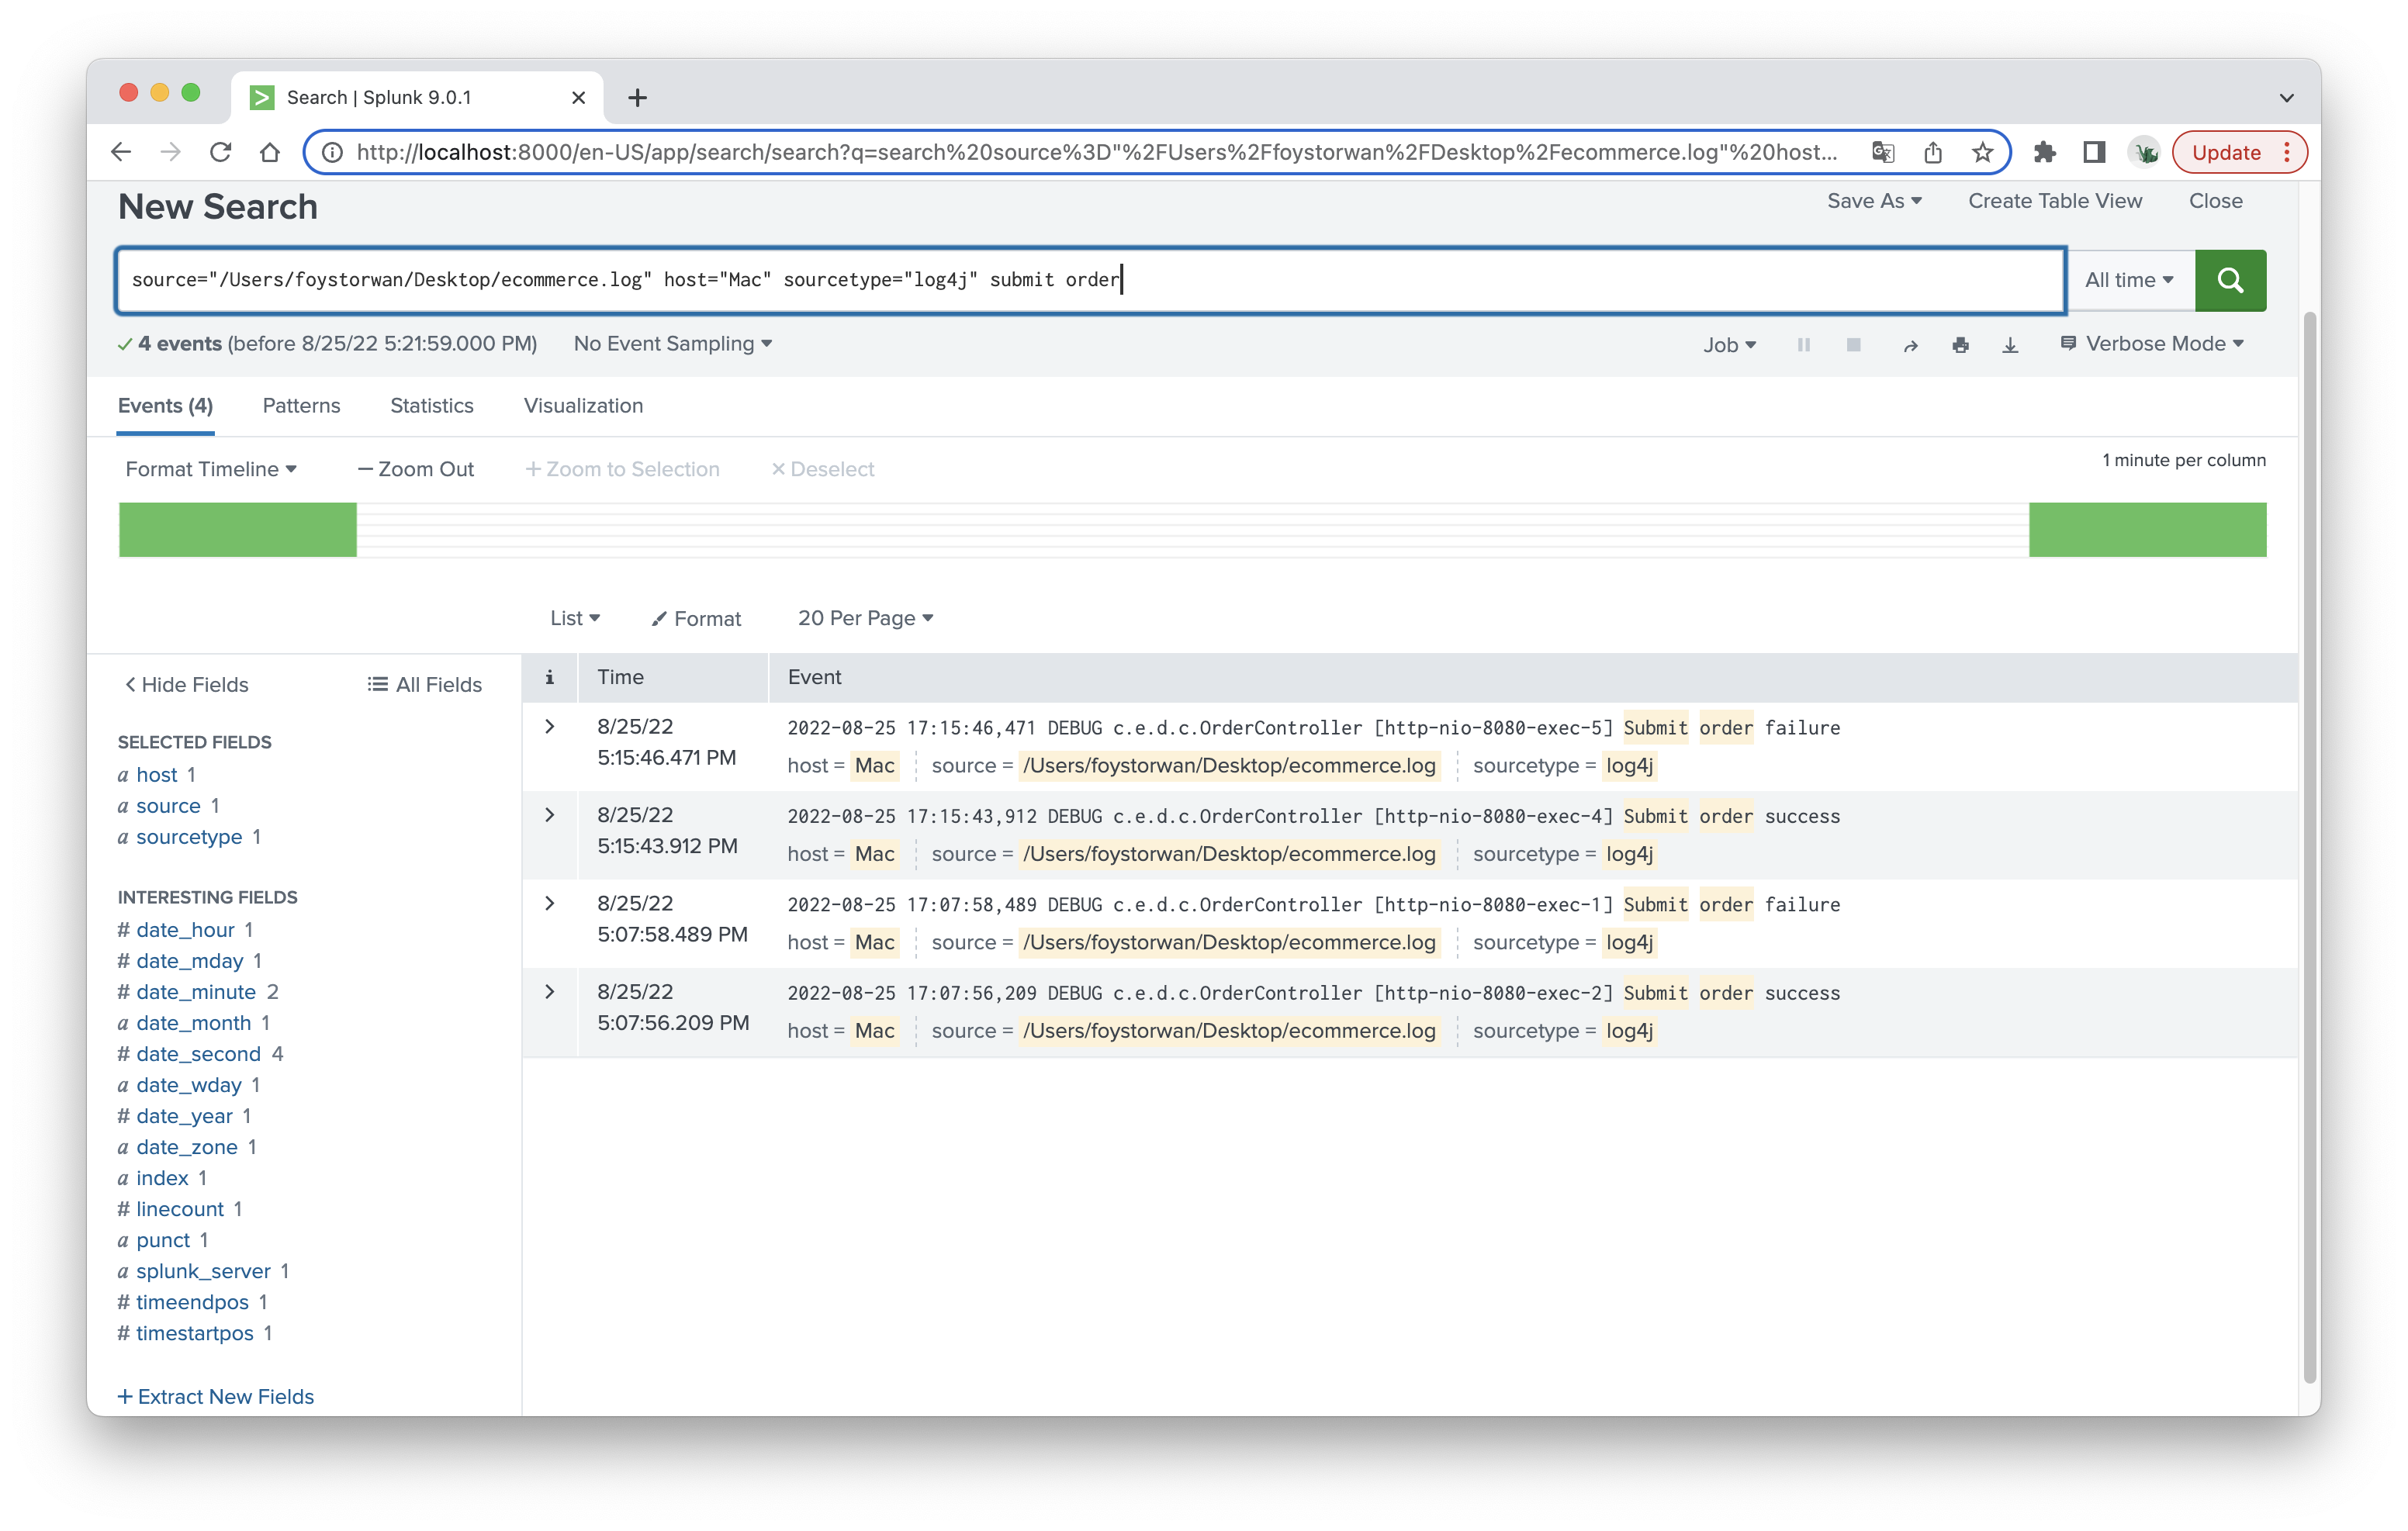 Search | Splunk 9.0.1
http://localhost:8000/en-US/app/search/search?q=search%20source%3D"%2FUsers%2Ffoystorwan%2FDesktop%2Fecommerce.log"%20host...
Update
New Search
Save As
Create Table View
Close
source="/Users/foystorwan/Desktop/ecommerce.log" host="Mac" sourcetype="log4j" submit order
All time
4 events (before 8/25/22 5:21:59.000 PM)
No Event Sampling
Job
Verbose Mode
Events (4)
Patterns
Statistics
Visualization
Format Timeline
— Zoom Out
+ Zoom to Selection
× Deselect
1 minute per column
List
Format
20 Per Page
< Hide Fields
All Fields
i
Time
Event
SELECTED FIELDS
a host 1
a source 1
a sourcetype 1
INTERESTING FIELDS
# date_hour 1
# date_mday 1
# date_minute 2
a date_month 1
# date_second 4
a date_wday 1
# date_year 1
a date_zone 1
a index 1
# linecount 1
a punct 1
a splunk_server 1
# timeendpos 1
# timestartpos 1
+ Extract New Fields
8/25/22
5:15:46.471 PM
2022-08-25 17:15:46,471 DEBUG c.e.d.c.OrderController [http-nio-8080-exec-5] Submit order failure
host = Mac source = /Users/foystorwan/Desktop/ecommerce.log sourcetype = log4j
8/25/22
5:15:43.912 PM
2022-08-25 17:15:43,912 DEBUG c.e.d.c.OrderController [http-nio-8080-exec-4] Submit order success
host = Mac source = /Users/foystorwan/Desktop/ecommerce.log sourcetype = log4j
8/25/22
5:07:58.489 PM
2022-08-25 17:07:58,489 DEBUG c.e.d.c.OrderController [http-nio-8080-exec-1] Submit order failure
host = Mac source = /Users/foystorwan/Desktop/ecommerce.log sourcetype = log4j
8/25/22
5:07:56.209 PM
2022-08-25 17:07:56,209 DEBUG c.e.d.c.OrderController [http-nio-8080-exec-2] Submit order success
host = Mac source = /Users/foystorwan/Desktop/ecommerce.log sourcetype = log4j